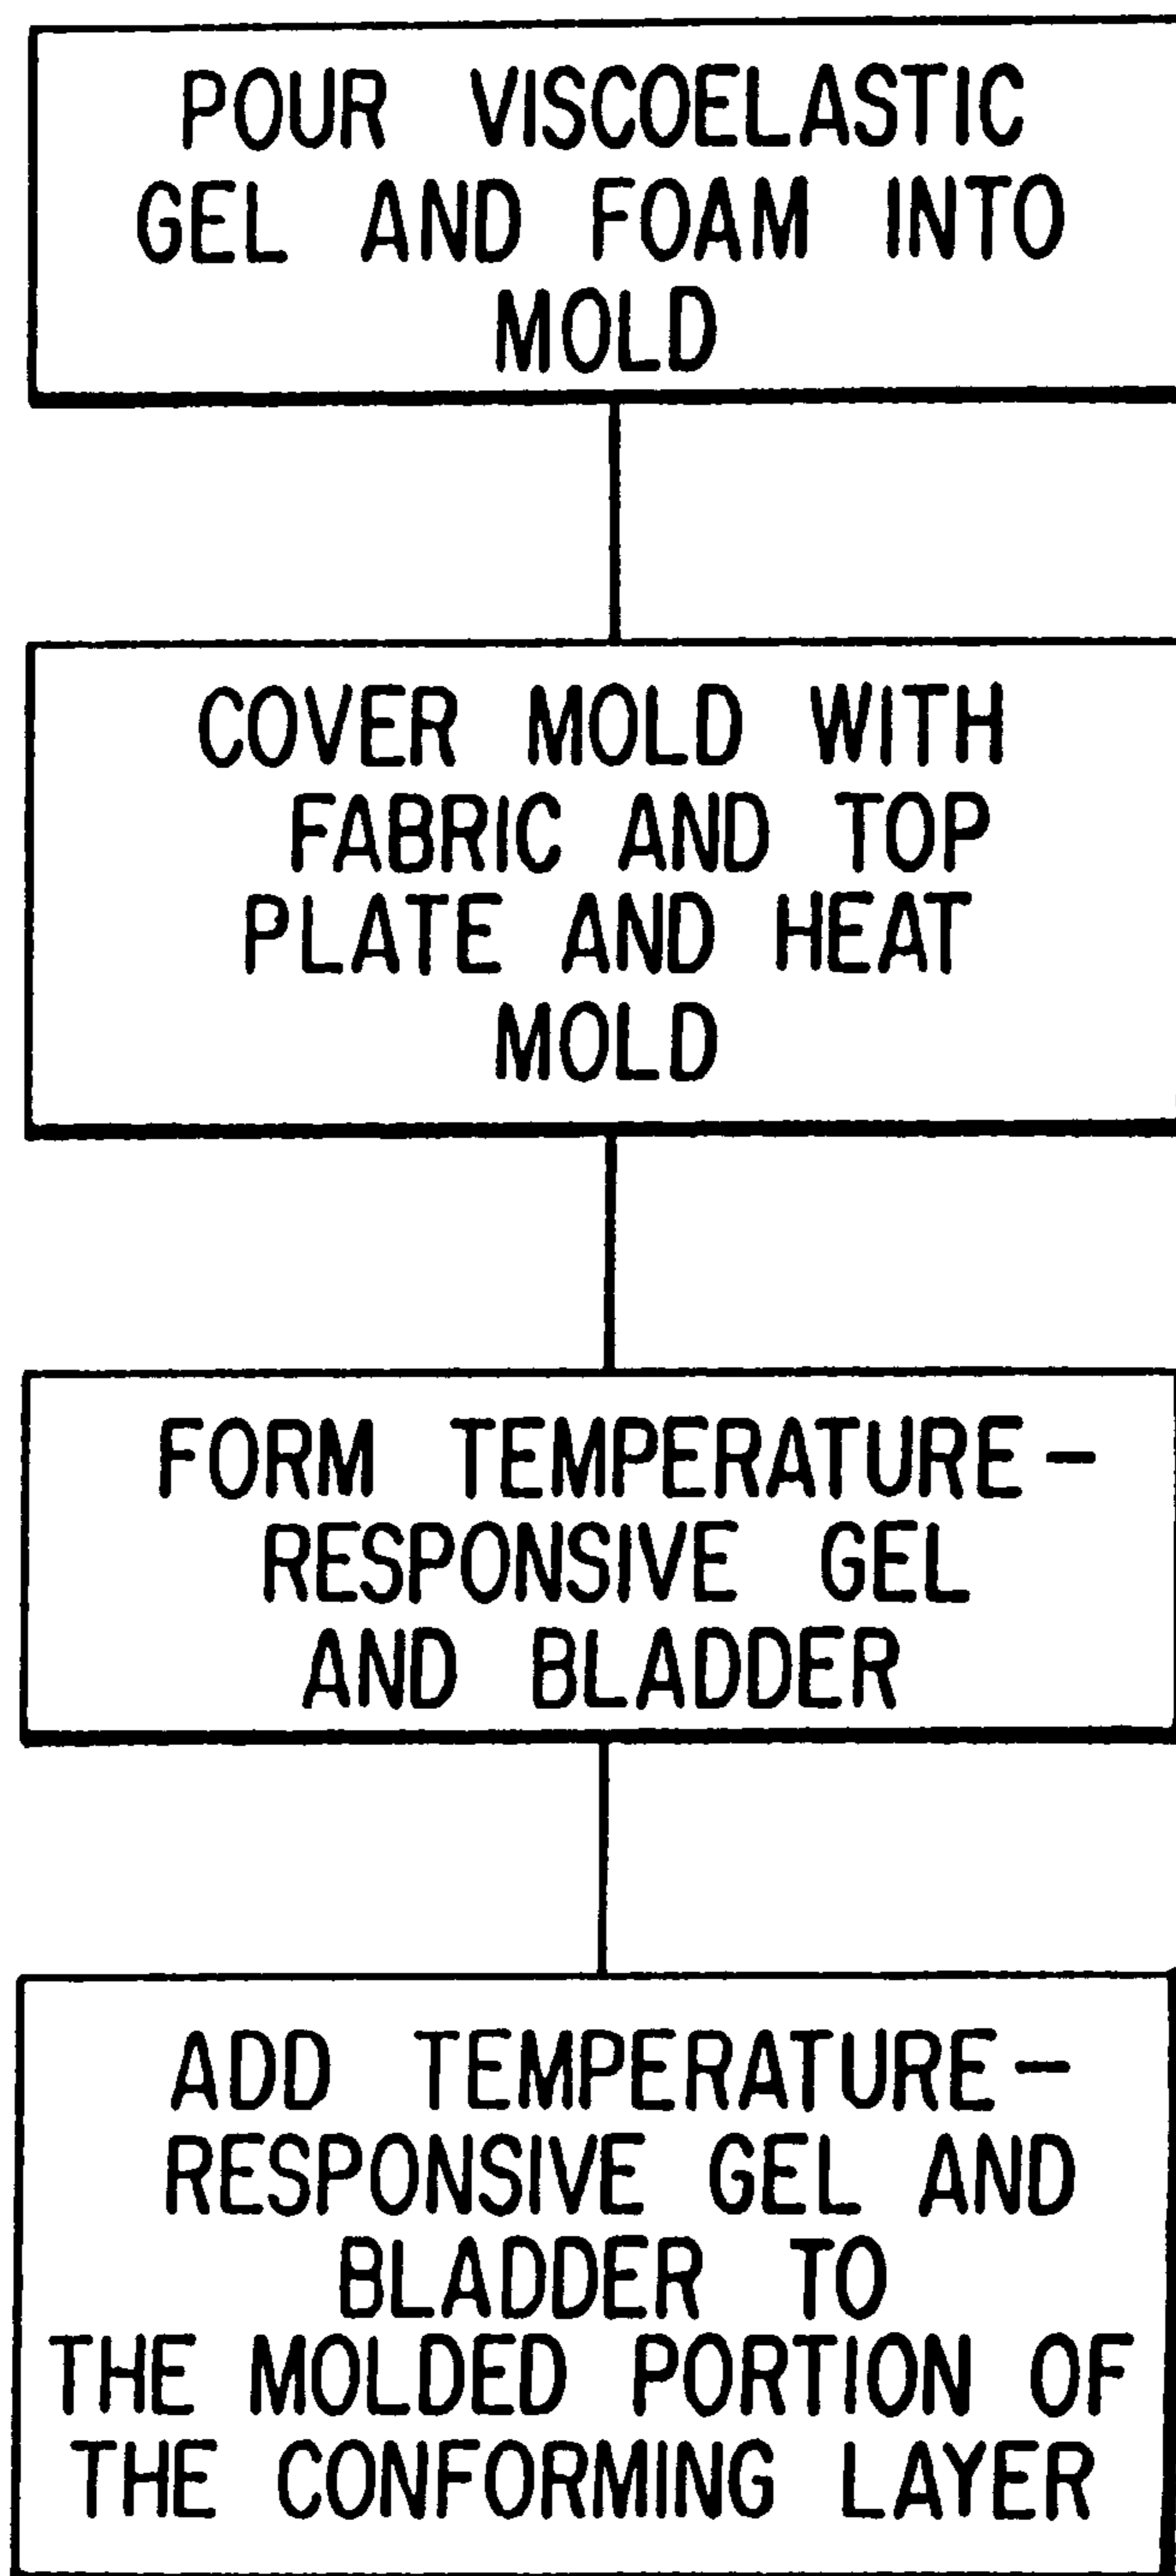 POUR VISCOELASTIC
GEL AND FOAM INTO
MOLD
COVER MOLD WITH
FABRIC AND TOP
PLATE AND HEAT
MOLD
FORM TEMPERATURE-
RESPONSIVE GEL
AND BLADDER
ADD TEMPERATURE-
RESPONSIVE GEL AND
BLADDER TO
THE MOLDED PORTION OF
THE CONFORMING LAYER